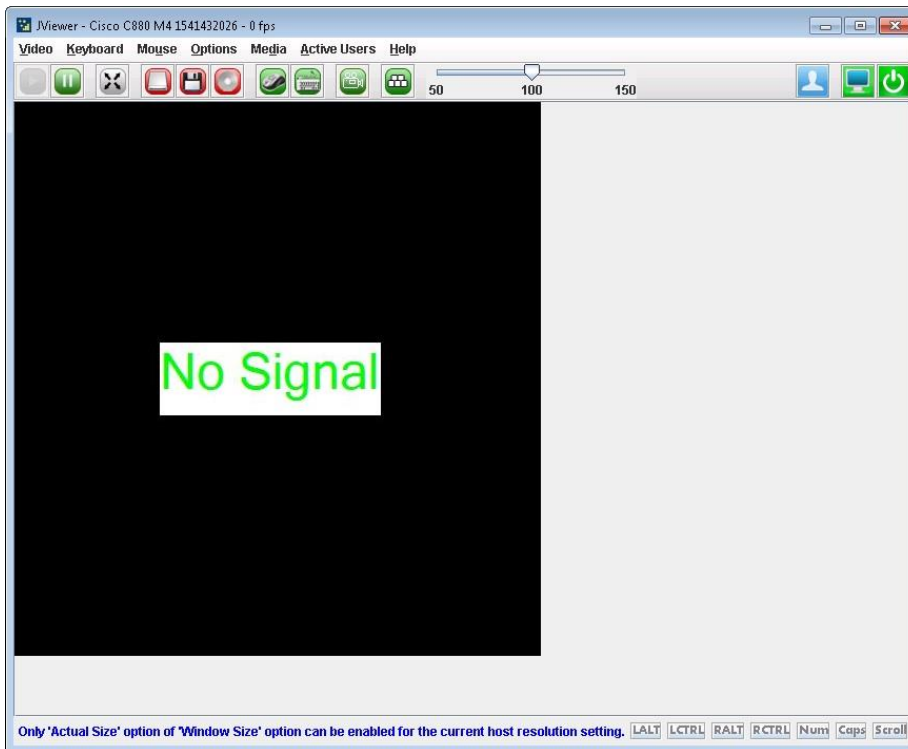 JViewer - Cisco C880 M4 1541432026 - 0 fps
Video Keyboard Mouse Options Media Active Users Help
50 100 150
No Signal
Only 'Actual Size' option of 'Window Size' option can be enabled for the current host resolution setting. LALT LCTRL RALT RCTRL Num Caps Scroll